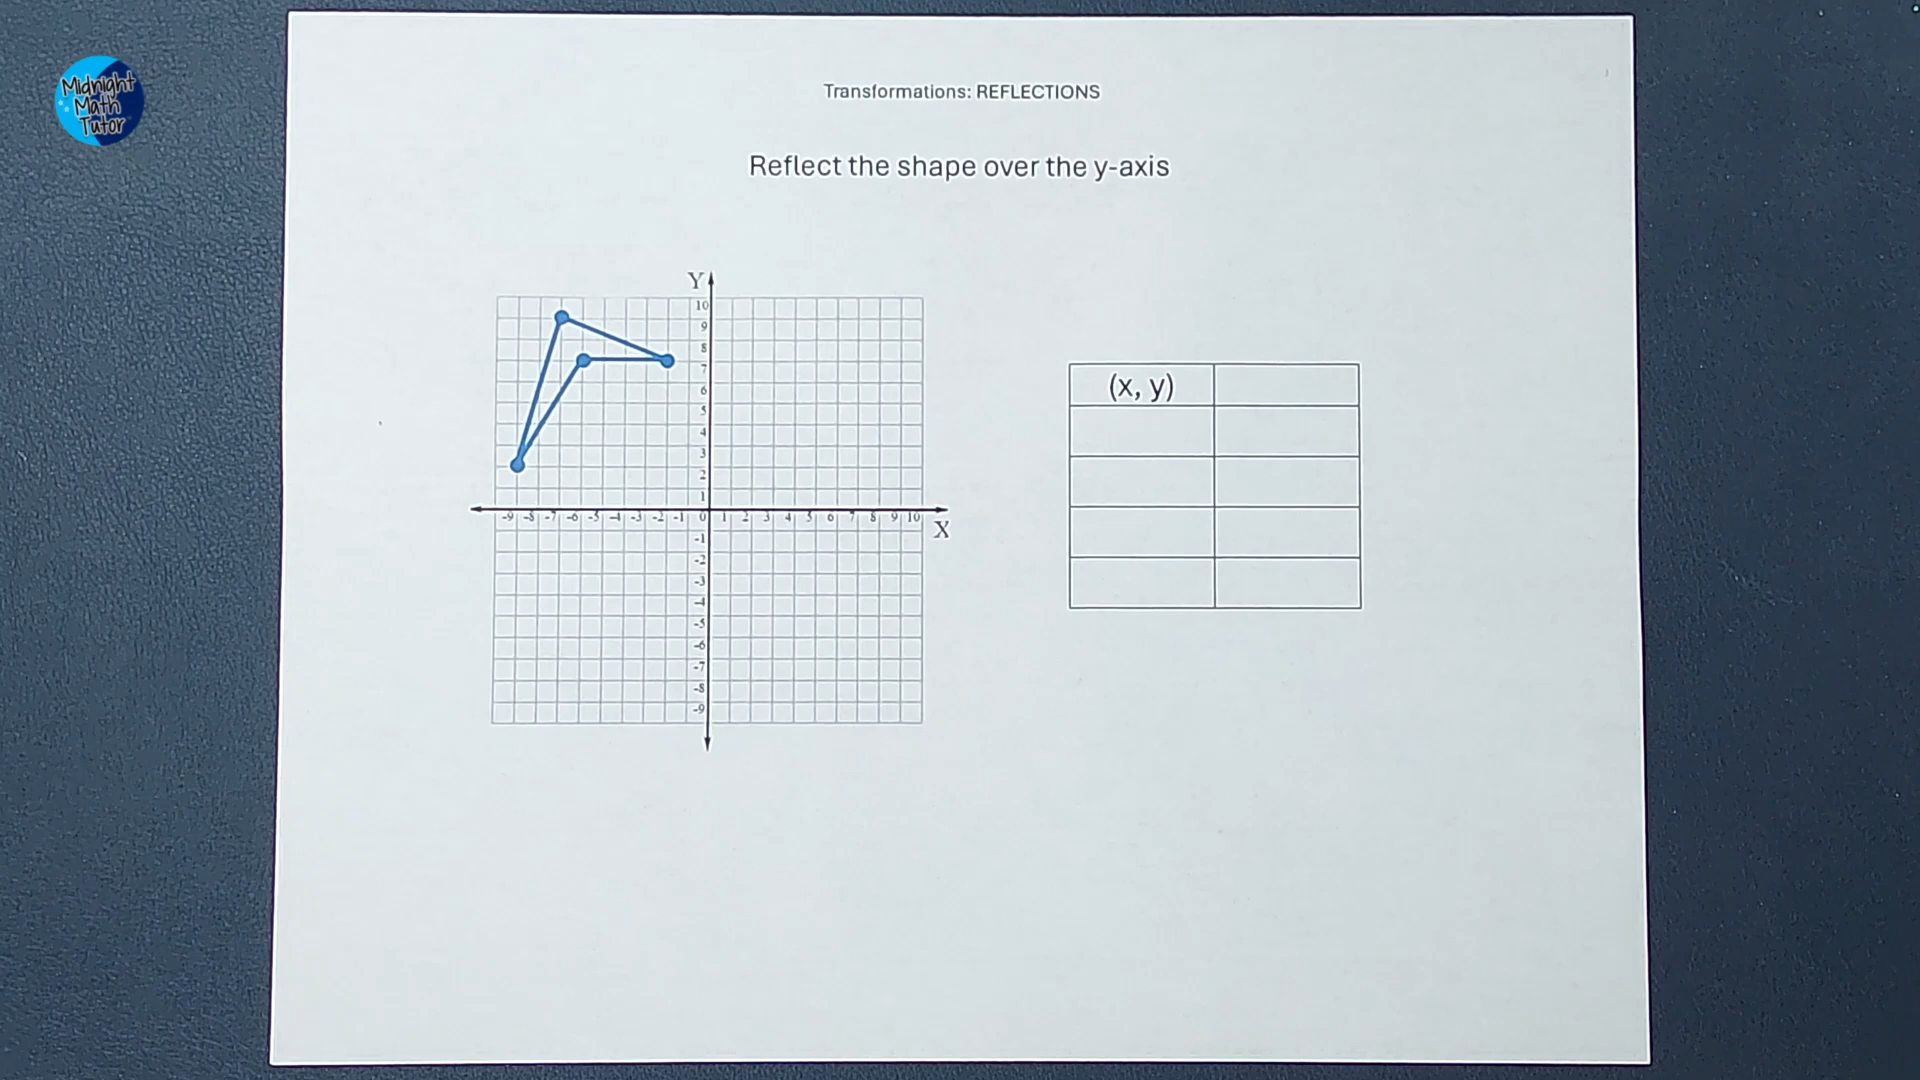 Midnight
Math
Tutor
Transformations: REFLECTIONS
Reflect the shape over the y-axis
Y
10
9
8
7
6
5
4
3
2
1
-9 -8 -7 -6 -5 -4 -3 -2 -1 0 1 2 3 4 5 6 7 8 9 10
X
-1
-2
-3
-4
-5
-6
-7
-8
-9
(x, y)